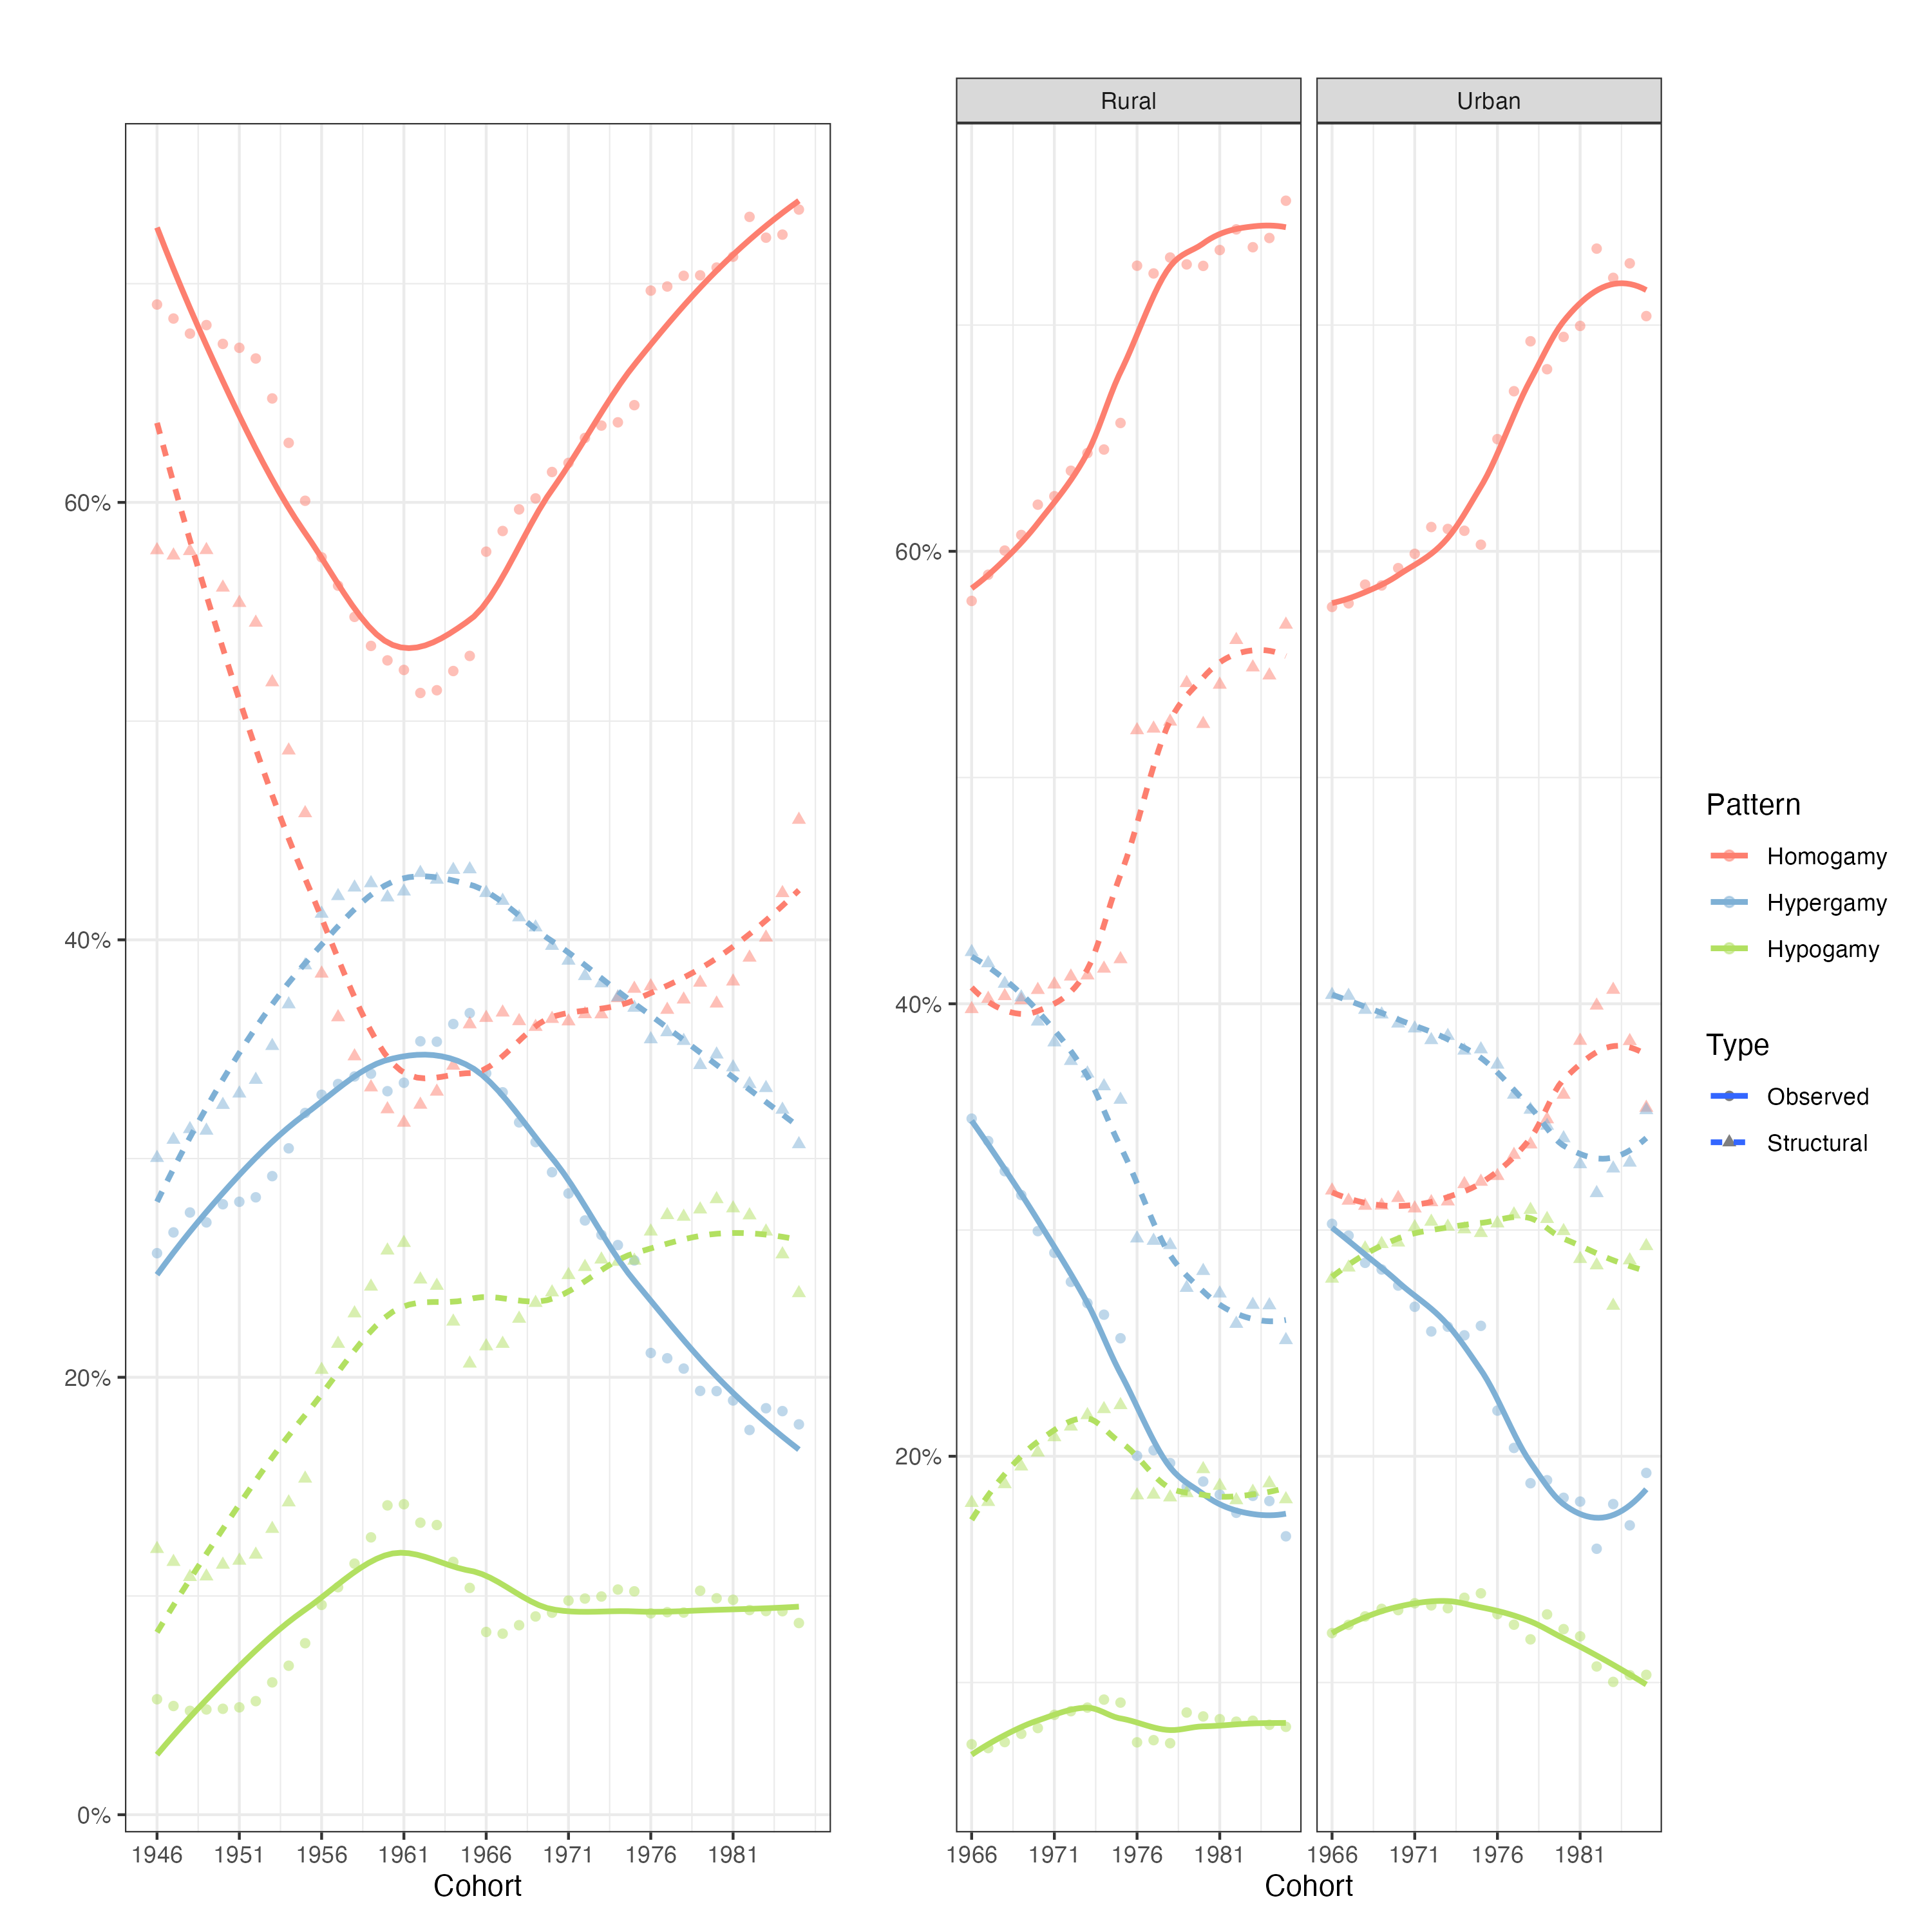 Rural Urban
60%
40%
20%
0%
1946 1951 1956 1961 1966 1971 1976 1981
Cohort
60%
40%
20%
1966 1971 1976 1981 1966 1971 1976 1981
Cohort
Pattern
Homogamy
Hypergamy
Hypogamy
Type
Observed
Structural